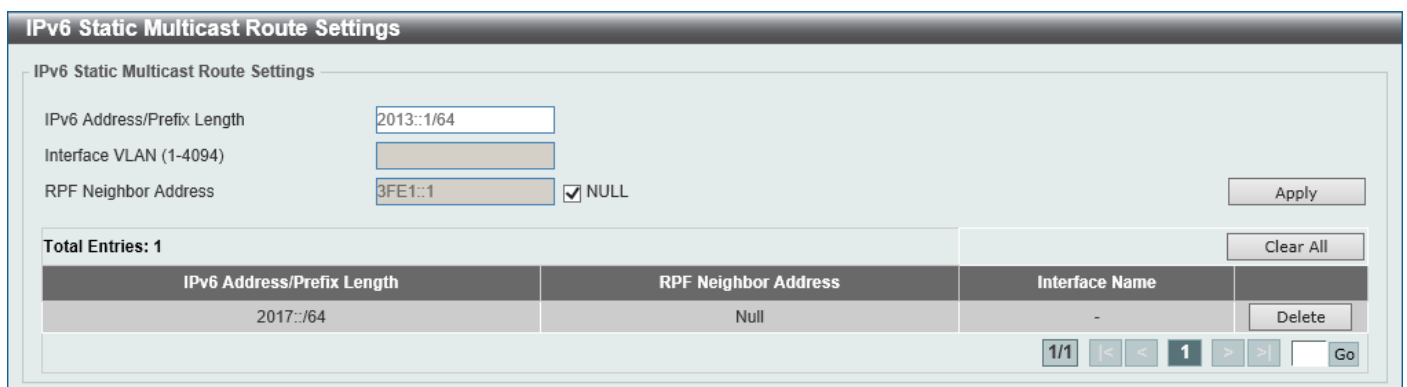 IPv6 Static Multicast Route Settings
IPv6 Static Multicast Route Settings
IPv6 Address/Prefix Length 2013::1/64
Interface VLAN (1-4094)
RPF Neighbor Address 3FE1::1 NULL Apply
Total Entries: 1 Clear All
IPv6 Address/Prefix Length RPF Neighbor Address Interface Name
2017::/64 Null - Delete
1/1 |< < 1 > >| Go